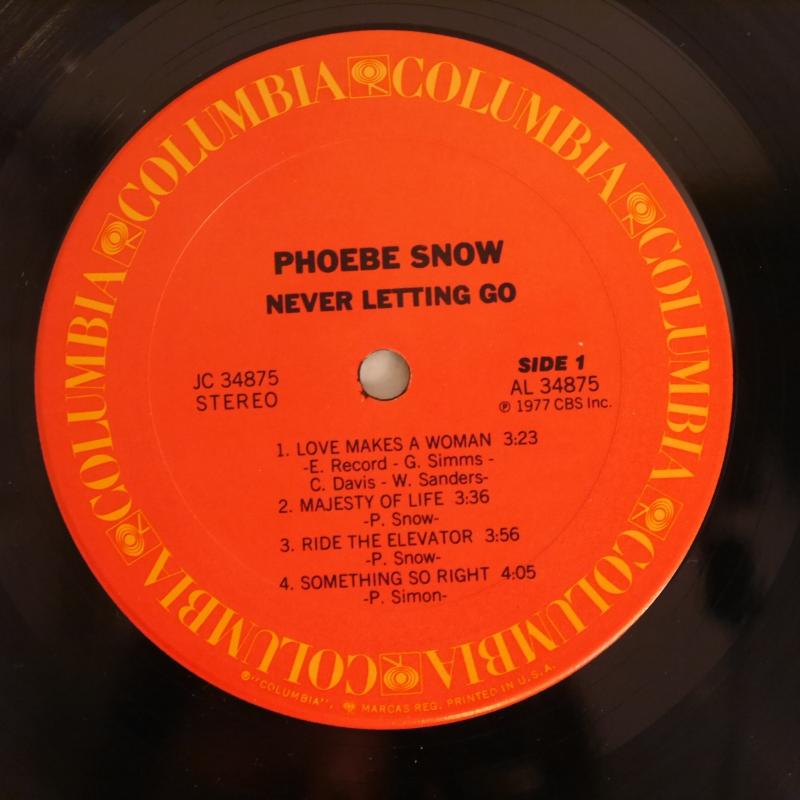 COLUMBIA COLUMBIA COLUMBIA COLUMBIA COLUMBIA COLUMBIA
PHOEBE SNOW
NEVER LETTING GO
JC 34875
STEREO
SIDE 1
AL 34875
℗ 1977 CBS Inc.
1. LOVE MAKES A WOMAN 3:23
-E. Record - G. Simms -
C. Davis - W. Sanders-
2. MAJESTY OF LIFE 3:36
-P. Snow-
3. RIDE THE ELEVATOR 3:56
-P. Snow-
4. SOMETHING SO RIGHT 4:05
-P. Simon-
®"COLUMBIA", MARCAS REG. PRINTED IN U.S.A.